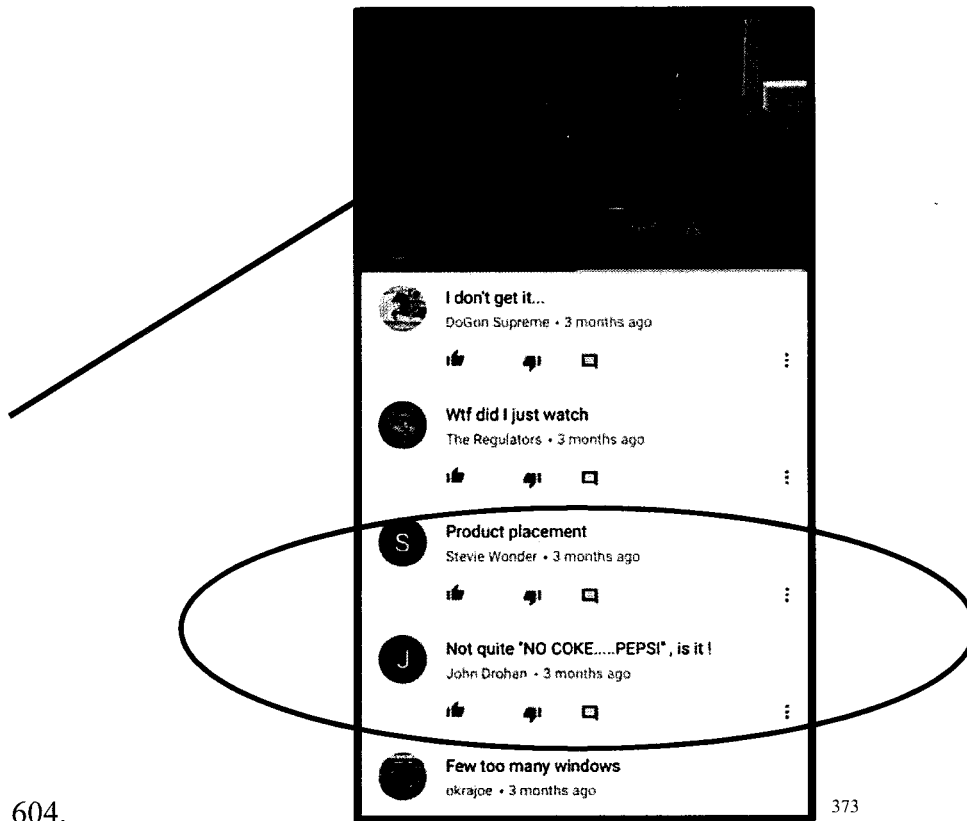 I don't get it...
DoGon Supreme • 3 months ago
Wtf did I just watch
The Regulators • 3 months ago
S
Product placement
Stevie Wonder • 3 months ago
J
Not quite "NO COKE.....PEPSI" , is it !
John Drohan • 3 months ago
Few too many windows
okrajoe • 3 months ago
604.
373